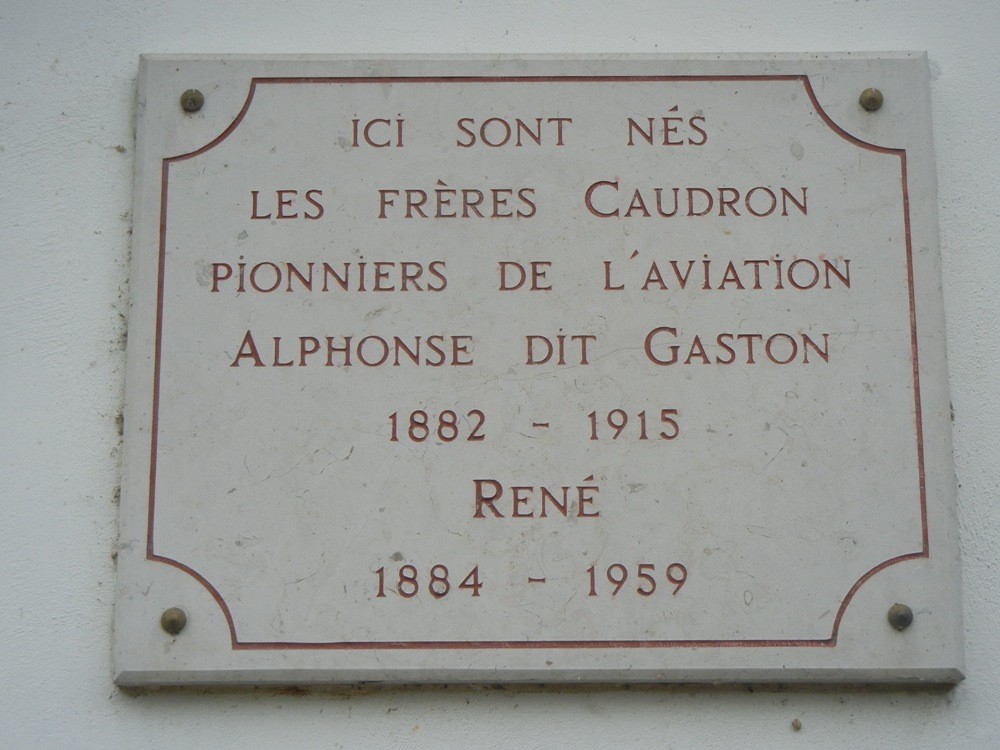 ICI SONT NÉS
LES FRÈRES CAUDRON
PIONNIERS DE L'AVIATION
ALPHONSE DIT GASTON
1882 - 1915
RENÉ
1884 - 1959